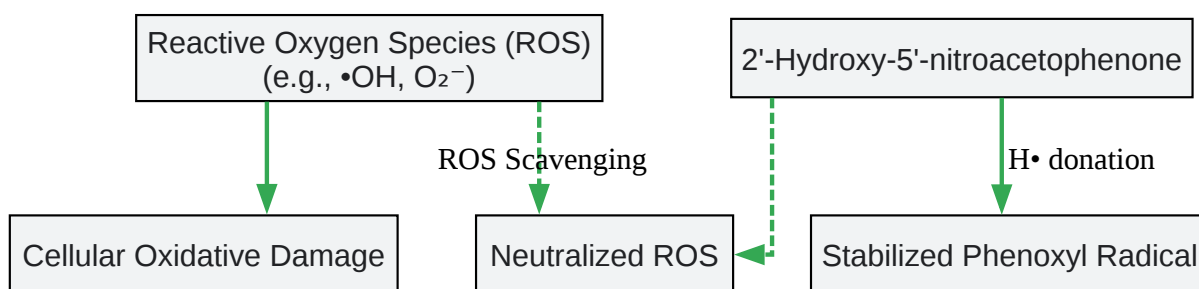 Reactive Oxygen Species (ROS)
(e.g., •OH, O₂⁻)
2'-Hydroxy-5'-nitroacetophenone
ROS Scavenging
H• donation
Cellular Oxidative Damage
Neutralized ROS
Stabilized Phenoxyl Radical